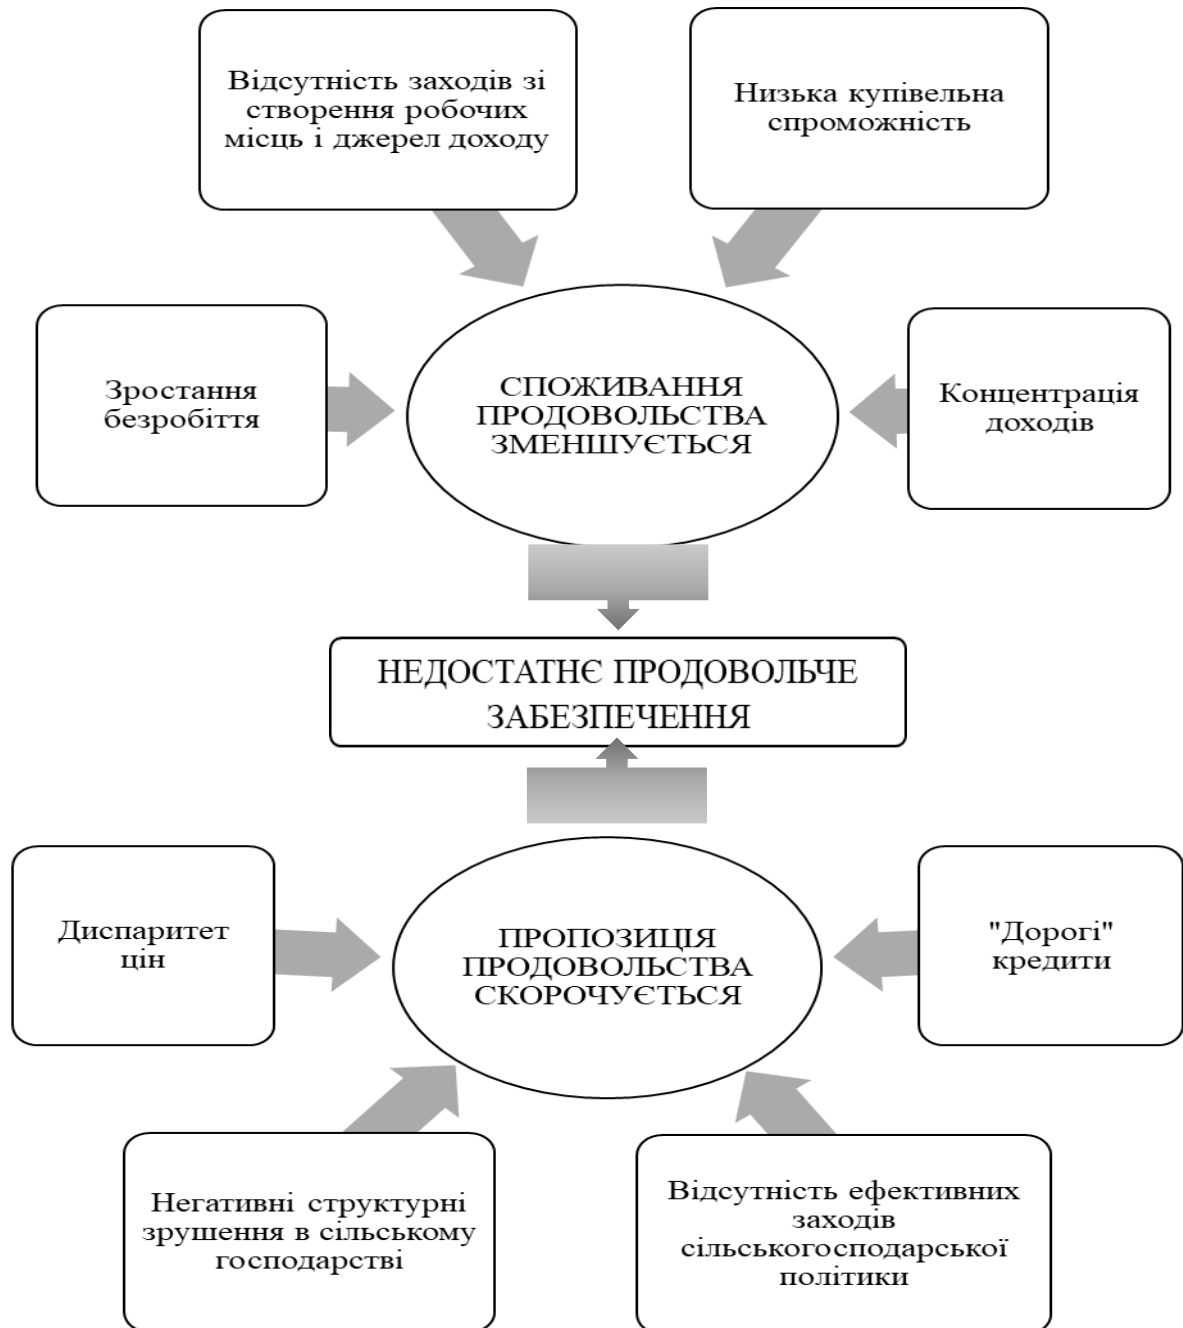 Відсутність заходів зі
створення робочих
місць і джерел доходу
Низька купівельна
спроможність
Зростання
безробіття
СПОЖИВАННЯ
ПРОДОВОЛЬСТВА
ЗМЕНШУЄТЬСЯ
Концентрація
доходів
НЕДОСТАТНЄ ПРОДОВОЛЬЧЕ
ЗАБЕЗПЕЧЕННЯ
Диспаритет
цін
ПРОПОЗИЦІЯ
ПРОДОВОЛЬСТВА
СКОРОЧУЄТЬСЯ
"Дорогі"
кредити
Негативні структурні
зрушення в сільському
господарстві
Відсутність ефективних
заходів
сільськогосподарської
політики